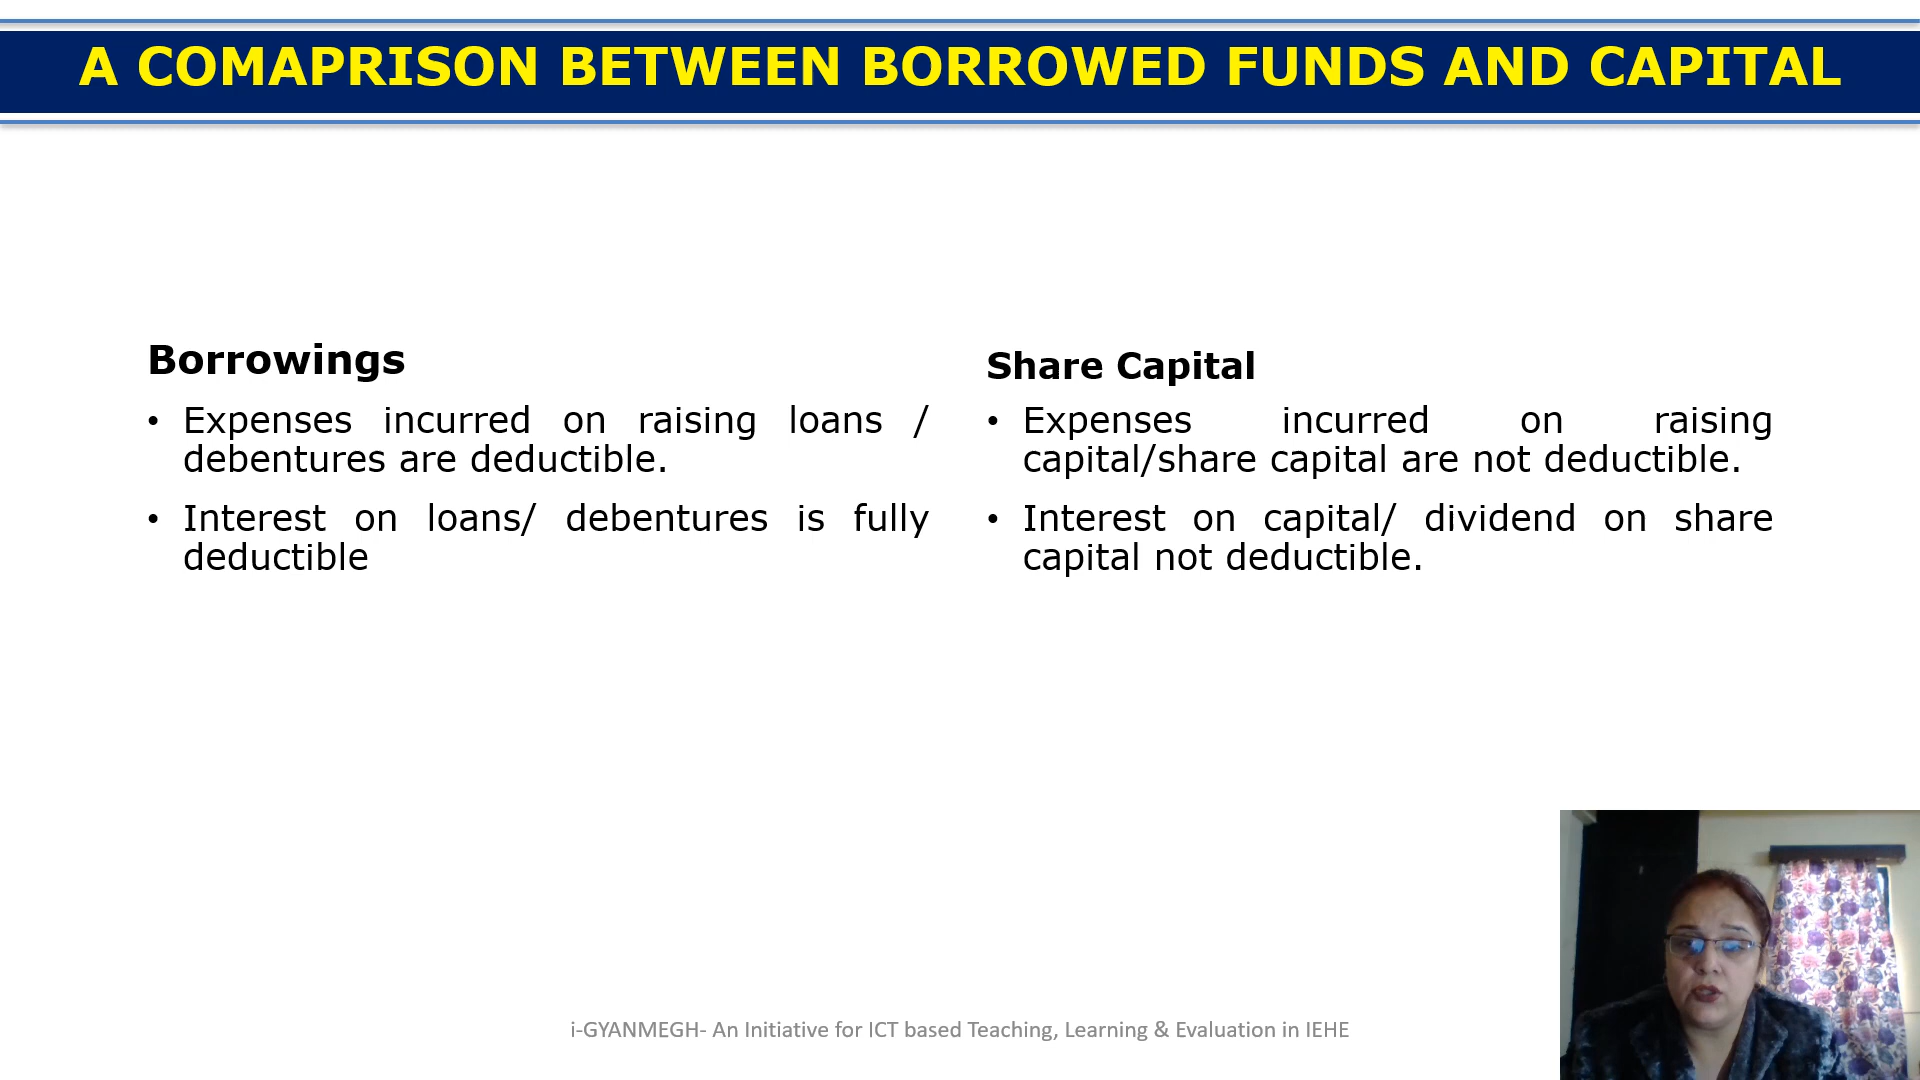 A COMAPRISON BETWEEN BORROWED FUNDS AND CAPITAL
Borrowings
• Expenses incurred on raising loans /
debentures are deductible.
• Interest on loans/ debentures is fully
deductible
Share Capital
• Expenses incurred on raising
capital/share capital are not deductible.
• Interest on capital/ dividend on share
capital not deductible.
i-GYANMEGH- An Initiative for ICT based Teaching, Learning & Evaluation in IEHE